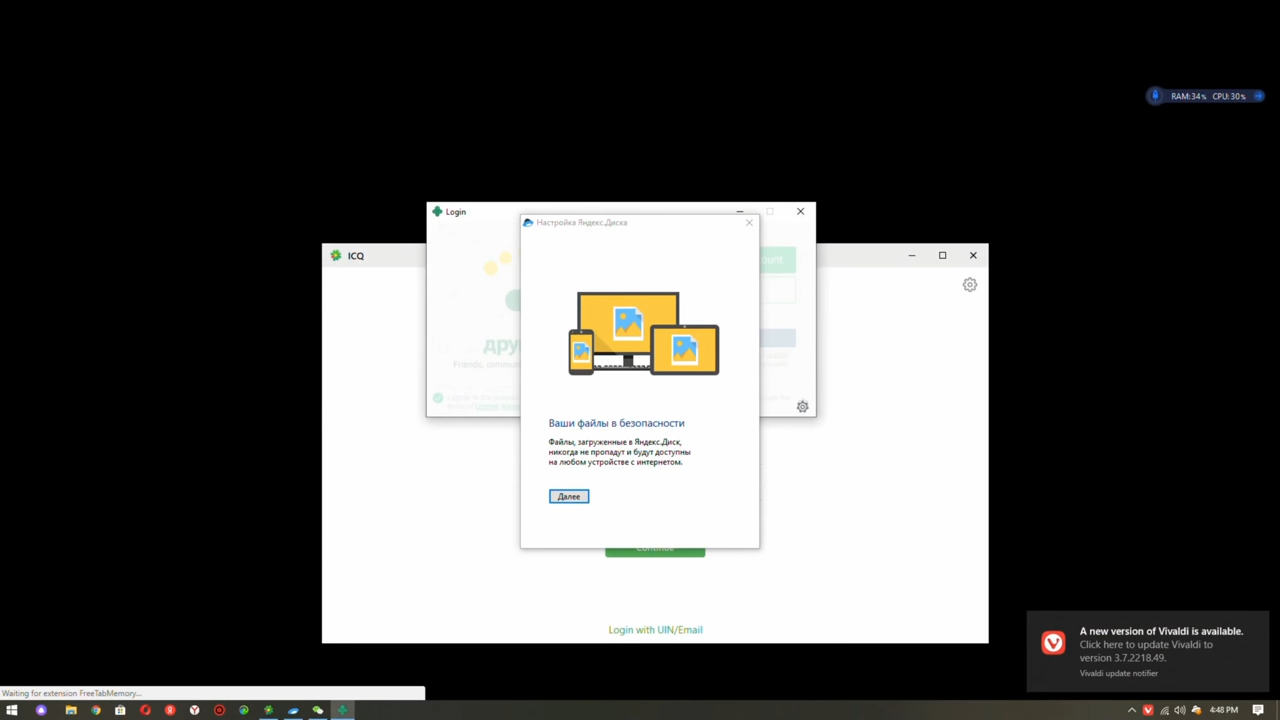 RAM:34% CPU:30%
Login
Настройка Яндекс.Диска
ICQ
Ваши файлы в безопасности
Файлы, загруженные в Яндекс.Диск,
никогда не пропадут и будут доступны
на любом устройстве с интернетом.
Далее
Continue
Login with UIN/Email
A new version of Vivaldi is available.
Click here to update Vivaldi to
version 3.7.2218.49.
Vivaldi update notifier
Waiting for extension FreeTabMemory...
4:48 PM